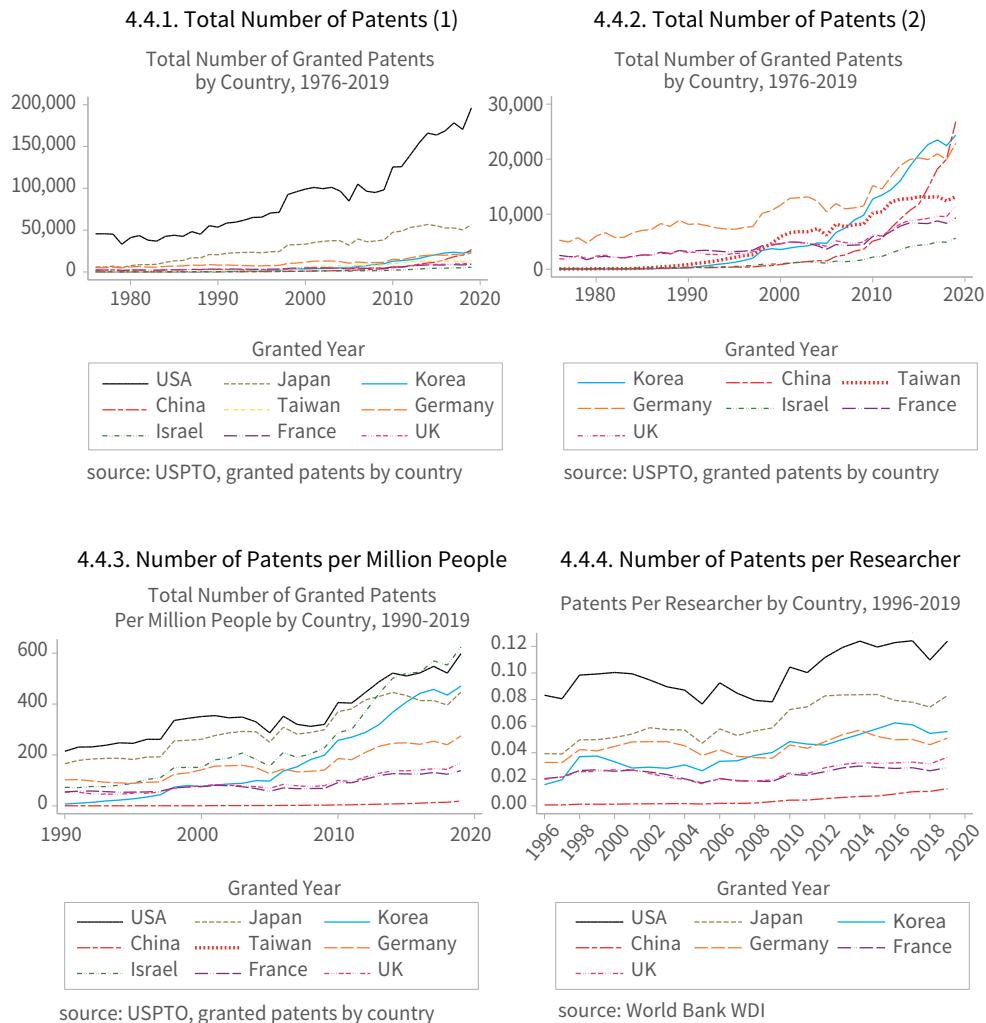 4.4.1. Total Number of Patents (1)
Total Number of Granted Patents
by Country, 1976-2019
200,000
150,000
100,000
50,000
0
1980
1990
2000
2010
2020
Granted Year
USA
Japan
Korea
China
Taiwan
Germany
Israel
France
UK
source: USPTO, granted patents by country
4.4.2. Total Number of Patents (2)
Total Number of Granted Patents
by Country, 1976-2019
30,000
20,000
10,000
0
1980
1990
2000
2010
2020
Granted Year
Korea
China
Taiwan
Germany
Israel
France
UK
source: USPTO, granted patents by country
4.4.3. Number of Patents per Million People
Total Number of Granted Patents
Per Million People by Country, 1990-2019
600
400
200
0
1990
2000
2010
2020
Granted Year
USA
Japan
Korea
China
Taiwan
Germany
Israel
France
UK
source: USPTO, granted patents by country
4.4.4. Number of Patents per Researcher
Patents Per Researcher by Country, 1996-2019
0.12
0.10
0.08
0.06
0.04
0.02
0.00
1996
1998
2000
2002
2004
2006
2008
2010
2012
2014
2016
2018
2020
Granted Year
USA
Japan
Korea
China
Germany
France
UK
source: World Bank WDI